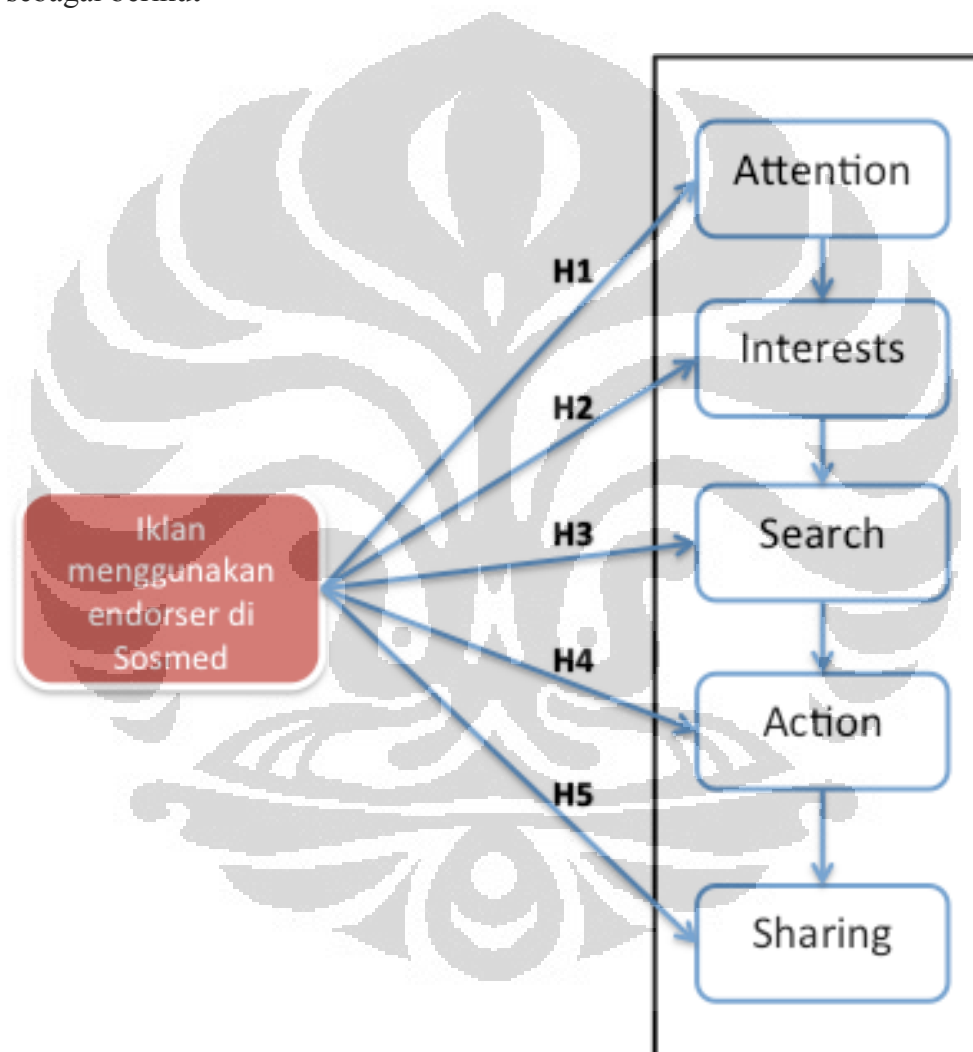 sebagai berikut
Attention
H1
Interests
H2
Iklan
menggunakan
endorser di
Sosmed
H3
Search
H4
Action
H5
Sharing